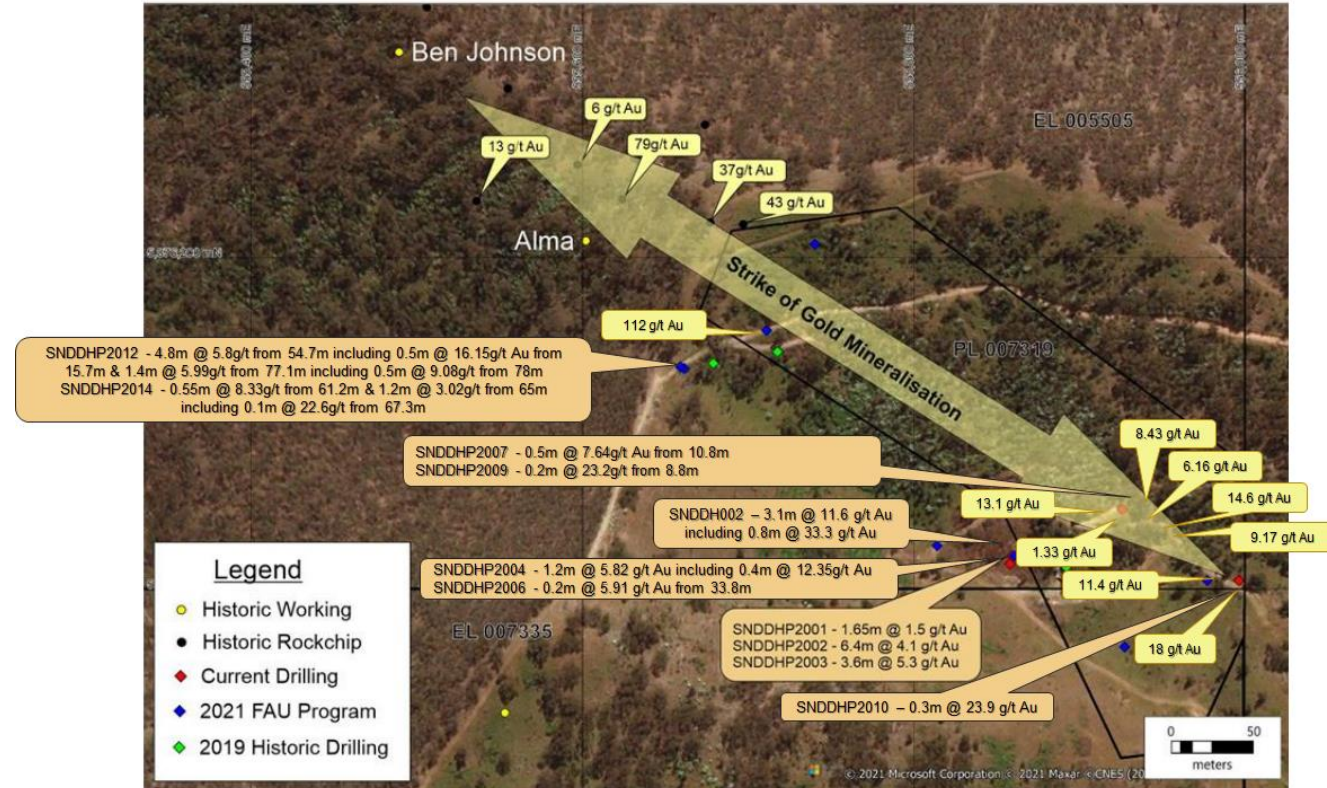 Ben Johnson
EL 005505
6 g/t Au
13 g/t Au
79g/t Au
37g/t Au
43 g/t Au
Alma
Strike of Gold Mineralisation
112 g/t Au
PL 007319
SNDDHP2012 - 4.8m @ 5.8g/t from 54.7m including 0.5m @ 16.15g/t Au from
15.7m & 1.4m @ 5.99g/t from 77.1m including 0.5m @ 9.08g/t from 78m
SNDDHP2014 - 0.55m @ 8.33g/t from 61.2m & 1.2m @ 3.02g/t from 65m
including 0.1m @ 22.6g/t from 67.3m
8.43 g/t Au
SNDDHP2007 - 0.5m @ 7.64g/t Au from 10.8m
SNDDHP2009 - 0.2m @ 23.2g/t from 8.8m
6.16 g/t Au
14.6 g/t Au
13.1 g/t Au
9.17 g/t Au
SNDDH002 – 3.1m @ 11.6 g/t Au
including 0.8m @ 33.3 g/t Au
1.33 g/t Au
SNDDHP2004 - 1.2m @ 5.82 g/t Au including 0.4m @ 12.35g/t Au
SNDDHP2006 - 0.2m @ 5.91 g/t Au from 33.8m
11.4 g/t Au
EL 007335
SNDDHP2001 - 1.65m @ 1.5 g/t Au
SNDDHP2002 - 6.4m @ 4.1 g/t Au
SNDDHP2003 - 3.6m @ 5.3 g/t Au
18 g/t Au
SNDDHP2010 – 0.3m @ 23.9 g/t Au
Legend
Historic Working
Historic Rockchip
Current Drilling
2021 FAU Program
2019 Historic Drilling
0 50
meters
© 2021 Microsoft Corporation © 2021 Maxar © CNES (20